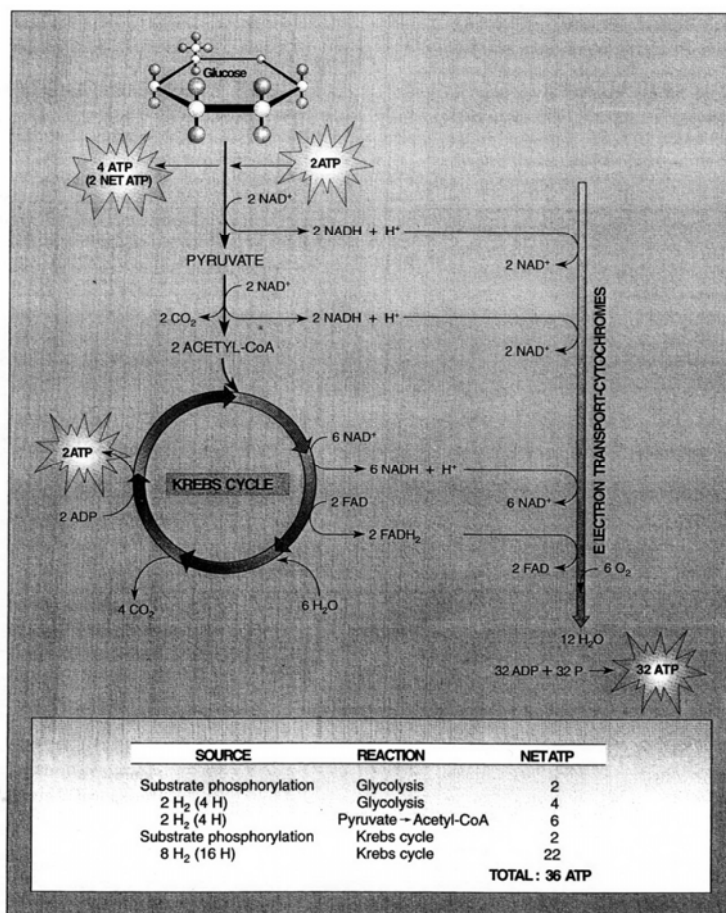 Glucose
4 ATP
(2 NET ATP)
2ATP
2 NAD⁺
2 NADH + H⁺
2 NAD⁺
PYRUVATE
2 NAD⁺
2 CO₂
2 NADH + H⁺
2 NAD⁺
2 ACETYL-CoA
ELECTRON TRANSPORT-CYTOCHROMES
2ATP
KREBS CYCLE
6 NAD⁺
6 NADH + H⁺
6 NAD⁺
2 ADP
2 FAD
2 FADH₂
2 FAD
6 O₂
4 CO₂
6 H₂O
12 H₂O
32 ADP + 32 P
32 ATP
SOURCE REACTION NET ATP
Substrate phosphorylation Glycolysis 2
2 H₂ (4 H) Glycolysis 4
2 H₂ (4 H) Pyruvate → Acetyl-CoA 6
Substrate phosphorylation Krebs cycle 2
8 H₂ (16 H) Krebs cycle 22
TOTAL : 36 ATP